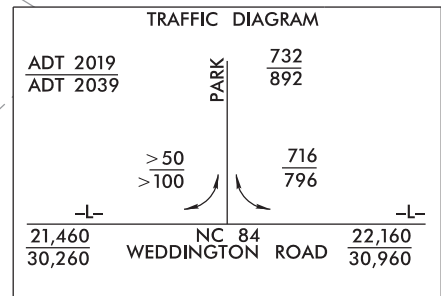 TRAFFIC DIAGRAM
ADT 2019
ADT 2039
PARK
732
892
>50
>100
716
796
-L-
-L-
21,460
30,260
NC 84
WEDDINGTON ROAD
22,160
30,960